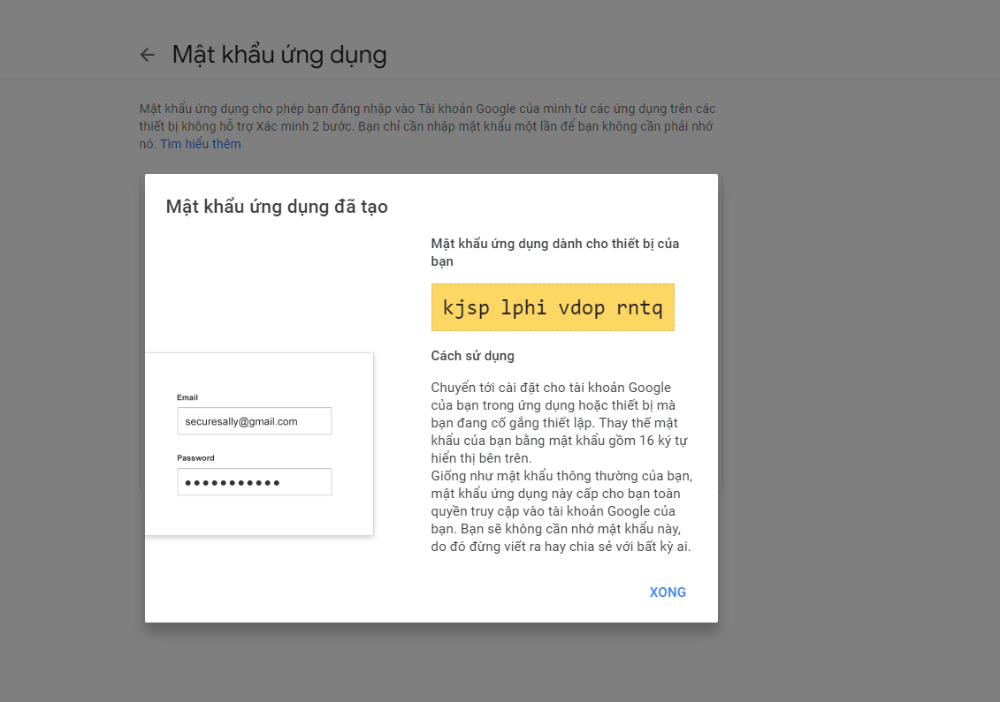 Mật khẩu ứng dụng
Mật khẩu ứng dụng cho phép bạn đăng nhập vào Tài khoản Google của mình từ các ứng dụng trên các
thiết bị không hỗ trợ Xác minh 2 bước. Bạn chỉ cần nhập mật khẩu một lần để bạn không cần phải nhớ
nó. Tìm hiểu thêm
Mật khẩu ứng dụng đã tạo
Mật khẩu ứng dụng dành cho thiết bị của
bạn
kjsp lphi vdop rntq
Cách sử dụng
Chuyển tới cài đặt cho tài khoản Google
của bạn trong ứng dụng hoặc thiết bị mà
bạn đang cố gắng thiết lập. Thay thế mật
khẩu của bạn bằng mật khẩu gồm 16 ký tự
hiển thị bên trên.
Giống như mật khẩu thông thường của bạn,
mật khẩu ứng dụng này cấp cho bạn toàn
quyền truy cập vào tài khoản Google của
bạn. Bạn sẽ không cần nhớ mật khẩu này,
do đó đừng viết ra hay chia sẻ với bất kỳ ai.
Email
securesally@gmail.com
Password
●●●●●●●●●●●
XONG